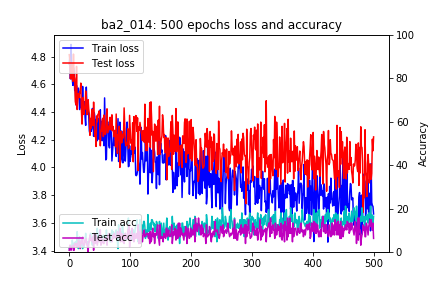 ba2_014: 500 epochs loss and accuracy
Train loss
Test loss
Train acc
Test acc
Loss
4.8
4.6
4.4
4.2
4.0
3.8
3.6
3.4
Accuracy
100
80
60
40
20
0
0 100 200 300 400 500